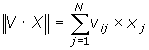 ‖V · X‖ = ∑_{j=1}^{N} v_{ij} × x_j